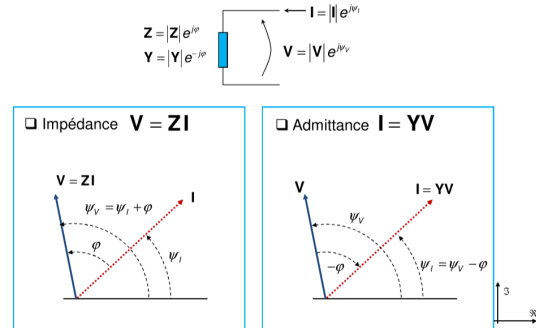 I = |I| e^{jψ_I}
Z = |Z| e^{jφ}
Y = |Y| e^{-jφ}
V = |V| e^{jψ_V}
❑ Impédance V = ZI
V = ZI
I
ψ_V = ψ_I + φ
φ
ψ_I
❑ Admittance I = YV
V
I = YV
ψ_V
-φ
ψ_I = ψ_V − φ
ℑ
ℜ